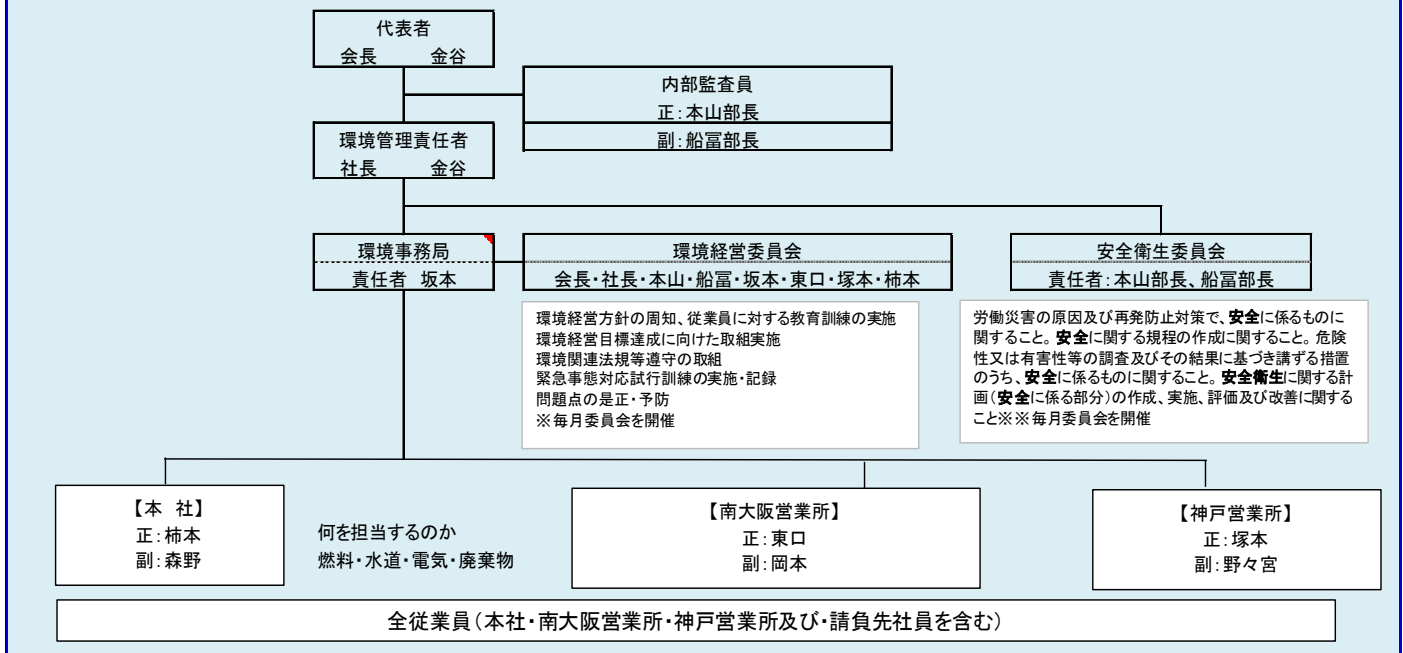 代表者
会長 金谷
内部監査員
正：本山部長
副：船冨部長
環境管理責任者
社長 金谷
環境事務局
責任者 坂本
環境経営委員会
会長・社長・本山・船冨・坂本・東口・塚本・柿本
安全衛生委員会
責任者：本山部長、船冨部長
環境経営方針の周知、従業員に対する教育訓練の実施
環境経営目標達成に向けた取組実施
環境関連法規等遵守の取組
緊急事態対応試行訓練の実施・記録
問題点の是正・予防
※毎月委員会を開催
労働災害の原因及び再発防止対策で、安全に係るものに
関すること。安全に関する規程の作成に関すること。危険
性又は有害性等の調査及びその結果に基づき講ずる措置
のうち、安全に係るものに関すること。安全衛生に関する計
画（安全に係る部分）の作成、実施、評価及び改善に関する
こと※※毎月委員会を開催
【本 社】
正：柿本
副：森野
何を担当するのか
燃料・水道・電気・廃棄物
【南大阪営業所】
正：東口
副：岡本
【神戸営業所】
正：塚本
副：野々宮
全従業員（本社・南大阪営業所・神戸営業所及び・請負先社員を含む）